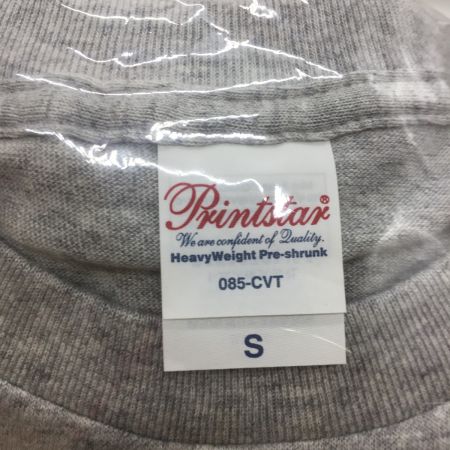 Printstar®
We are confident of Quality.
HeavyWeight Pre-shrunk
085-CVT
S